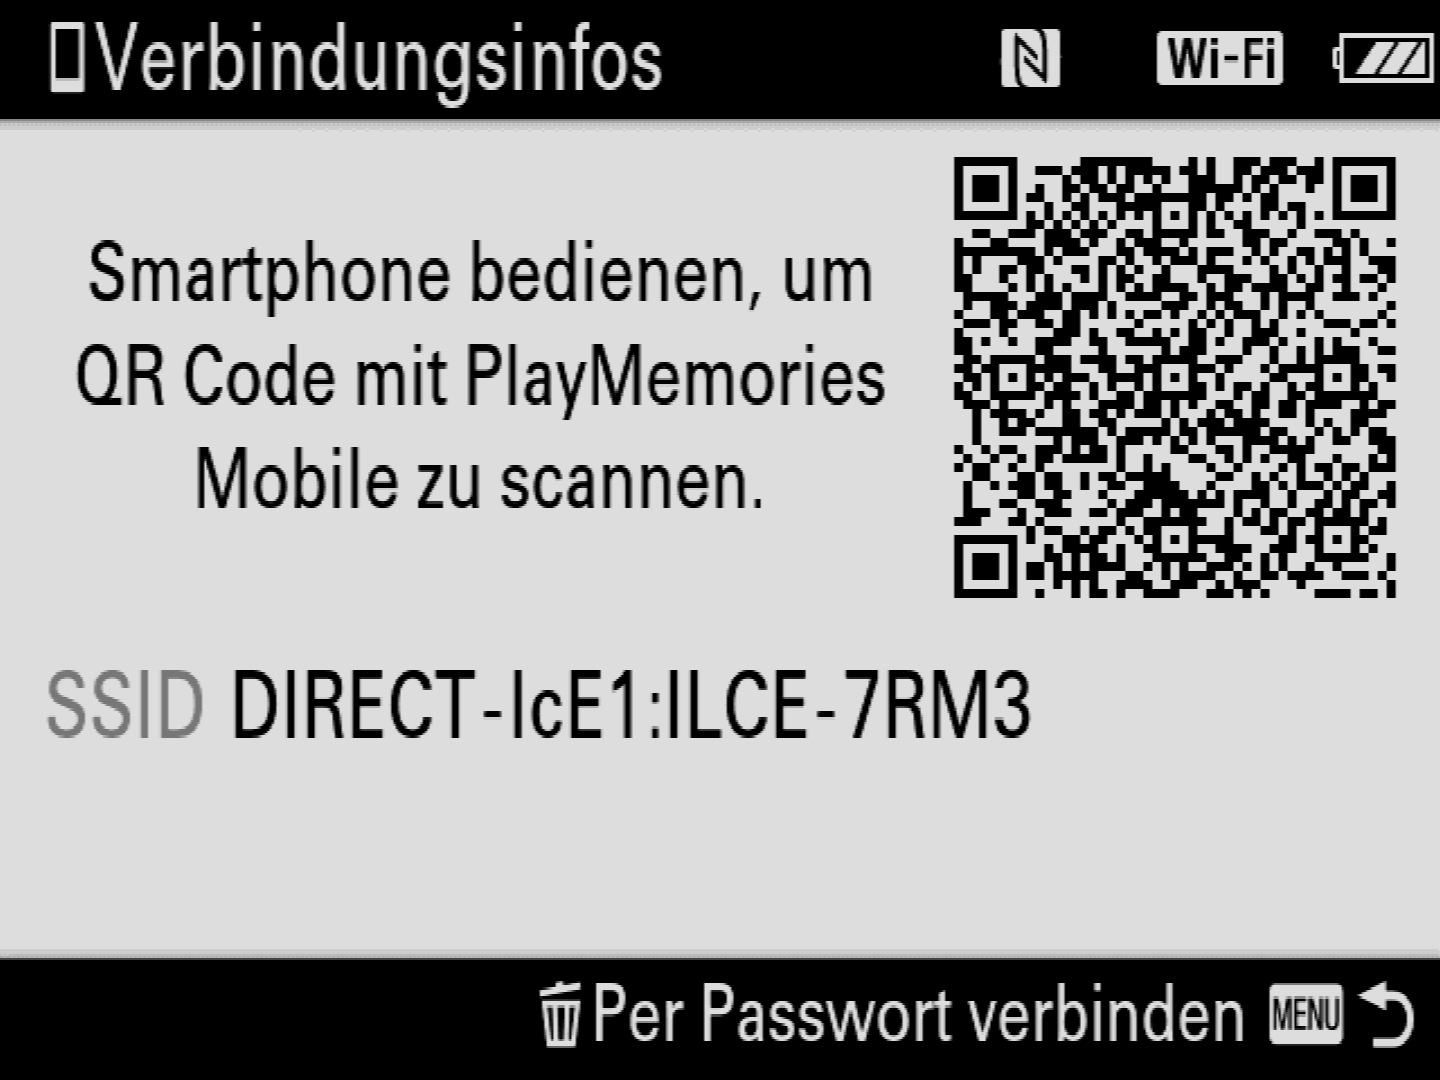 Verbindungsinfos
Wi-Fi
Smartphone bedienen, um
QR Code mit PlayMemories
Mobile zu scannen.
SSID DIRECT-IcE1:ILCE-7RM3
Per Passwort verbinden MENU